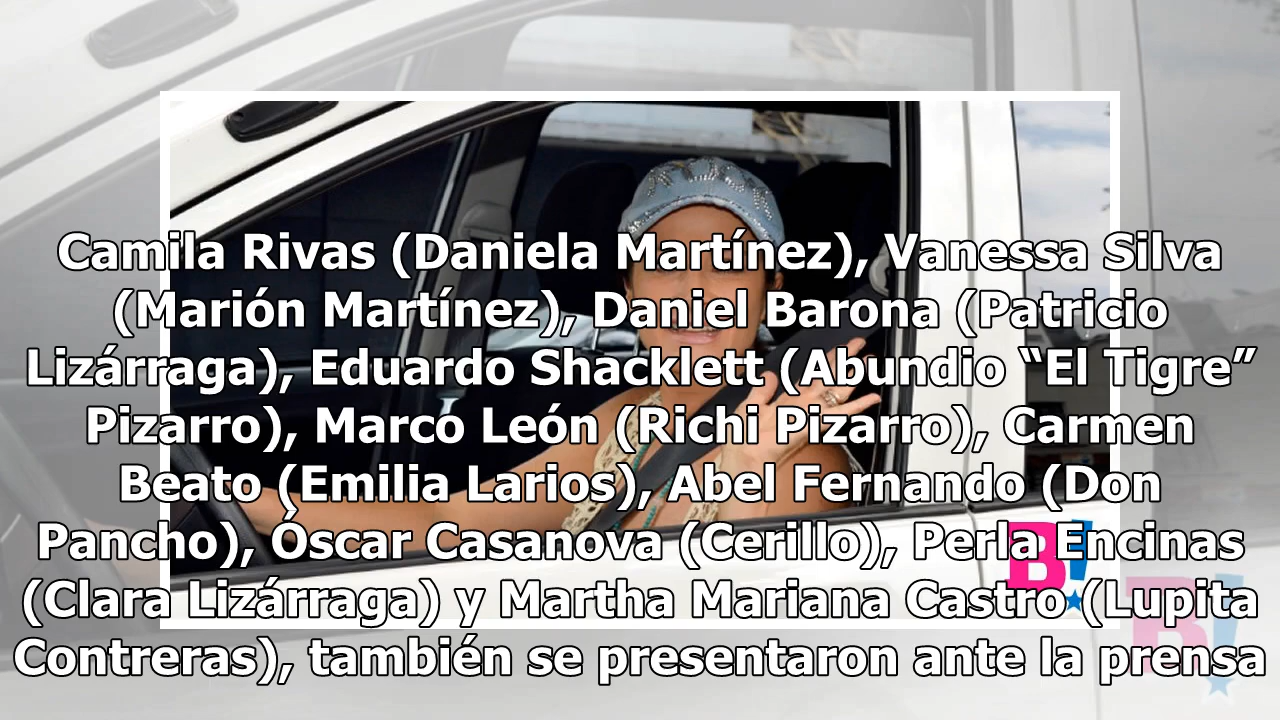 Camila Rivas (Daniela Martínez), Vanessa Silva
(Marión Martínez), Daniel Barona (Patricio
Lizárraga), Eduardo Shacklett (Abundio “El Tigre”
Pizarro), Marco León (Richi Pizarro), Carmen
Beato (Emilia Larios), Abel Fernando (Don
Pancho), Óscar Casanova (Cerillo), Perla Encinas
(Clara Lizárraga) y Martha Mariana Castro (Lupita
Contreras), también se presentaron ante la prensa
B!
B!